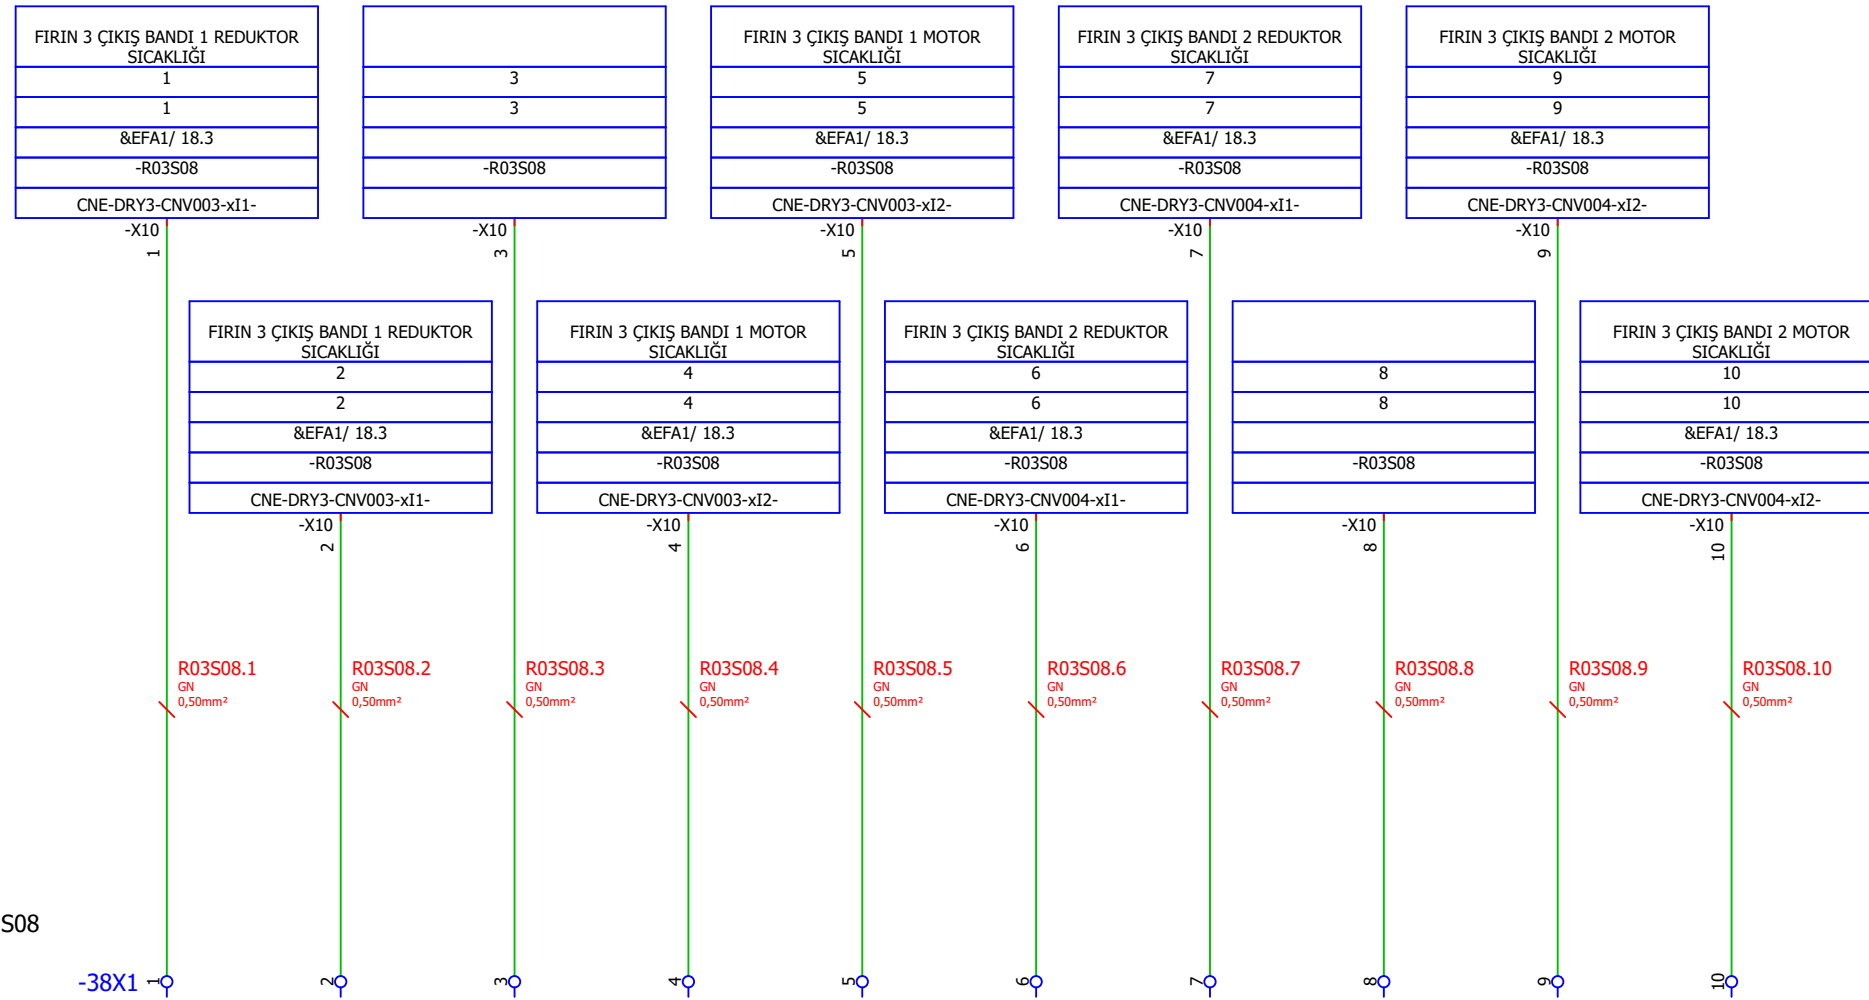 FIRIN 3 ÇIKIŞ BANDI 1 REDUKTOR
SICAKLIĞI
1
1
&EFA1/ 18.3
-R03S08
CNE-DRY3-CNV003-xI1-
-X10
1
3
3
-R03S08
-X10
3
FIRIN 3 ÇIKIŞ BANDI 1 MOTOR
SICAKLIĞI
5
5
&EFA1/ 18.3
-R03S08
CNE-DRY3-CNV003-xI2-
-X10
5
FIRIN 3 ÇIKIŞ BANDI 2 REDUKTOR
SICAKLIĞI
7
7
&EFA1/ 18.3
-R03S08
CNE-DRY3-CNV004-xI1-
-X10
7
FIRIN 3 ÇIKIŞ BANDI 2 MOTOR
SICAKLIĞI
9
9
&EFA1/ 18.3
-R03S08
CNE-DRY3-CNV004-xI2-
-X10
9
FIRIN 3 ÇIKIŞ BANDI 1 REDUKTOR
SICAKLIĞI
2
2
&EFA1/ 18.3
-R03S08
CNE-DRY3-CNV003-xI1-
-X10
2
FIRIN 3 ÇIKIŞ BANDI 1 MOTOR
SICAKLIĞI
4
4
&EFA1/ 18.3
-R03S08
CNE-DRY3-CNV003-xI2-
-X10
4
FIRIN 3 ÇIKIŞ BANDI 2 REDUKTOR
SICAKLIĞI
6
6
&EFA1/ 18.3
-R03S08
CNE-DRY3-CNV004-xI1-
-X10
6
8
8
-R03S08
-X10
8
FIRIN 3 ÇIKIŞ BANDI 2 MOTOR
SICAKLIĞI
10
10
&EFA1/ 18.3
-R03S08
CNE-DRY3-CNV004-xI2-
-X10
10
R03S08.1
GN
0,50mm²
R03S08.2
GN
0,50mm²
R03S08.3
GN
0,50mm²
R03S08.4
GN
0,50mm²
R03S08.5
GN
0,50mm²
R03S08.6
GN
0,50mm²
R03S08.7
GN
0,50mm²
R03S08.8
GN
0,50mm²
R03S08.9
GN
0,50mm²
R03S08.10
GN
0,50mm²
S08
-38X1
1
2
3
4
5
6
7
8
9
10